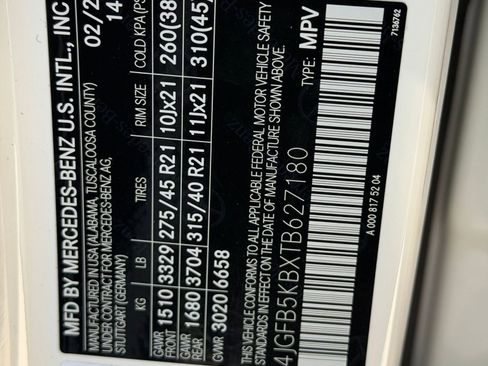 MFD BY MERCEDES-BENZ U.S. INTL., INC
MANUFACTURED IN USA (ALABAMA, TUSCALOOSA COUNTY)
UNDER CONTRACT FOR MERCEDES-BENZ AG,
STUTTGART (GERMANY)
02/2
14
KG LB TIRES RIM SIZE COLD KPA (PS
GAWR FRONT 1510 3329 275/45 R21 10Jx21 260(38
GAWR REAR 1680 3704 315/40 R21 11Jx21 310(45
GVWR 3020 6658
THIS VEHICLE CONFORMS TO ALL APPLICABLE FEDERAL MOTOR VEHICLE SAFETY
IN EFFECT ON THE DATE OF MANUFACTURE SHOWN ABOVE.
TYPE: MPV
4JGFB5KBXTB627180
A 000 817 52 04
7136762